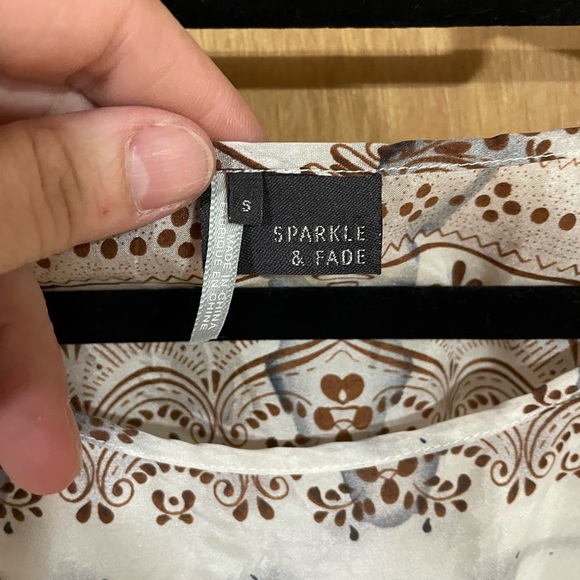 S
SPARKLE
& FADE
MADE IN CHINA
FABRIQUE EN CHINE